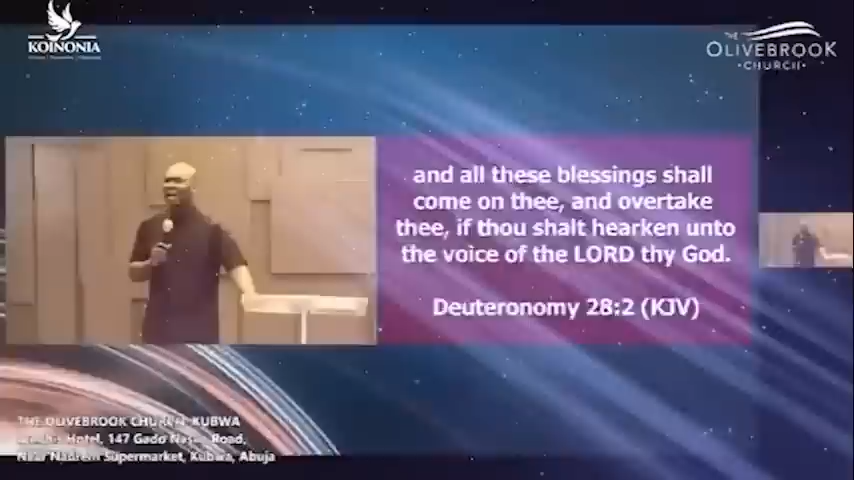 KOINONIA
THE
OLIVEBROOK
CHURCH
and all these blessings shall
come on thee, and overtake
thee, if thou shalt hearken unto
the voice of the LORD thy God.
Deuteronomy 28:2 (KJV)
THE OLIVEBROOK CHURCH KUBWA
Hotel, 147 Gado Road,
Near Supermarket, Kubwa, Abuja